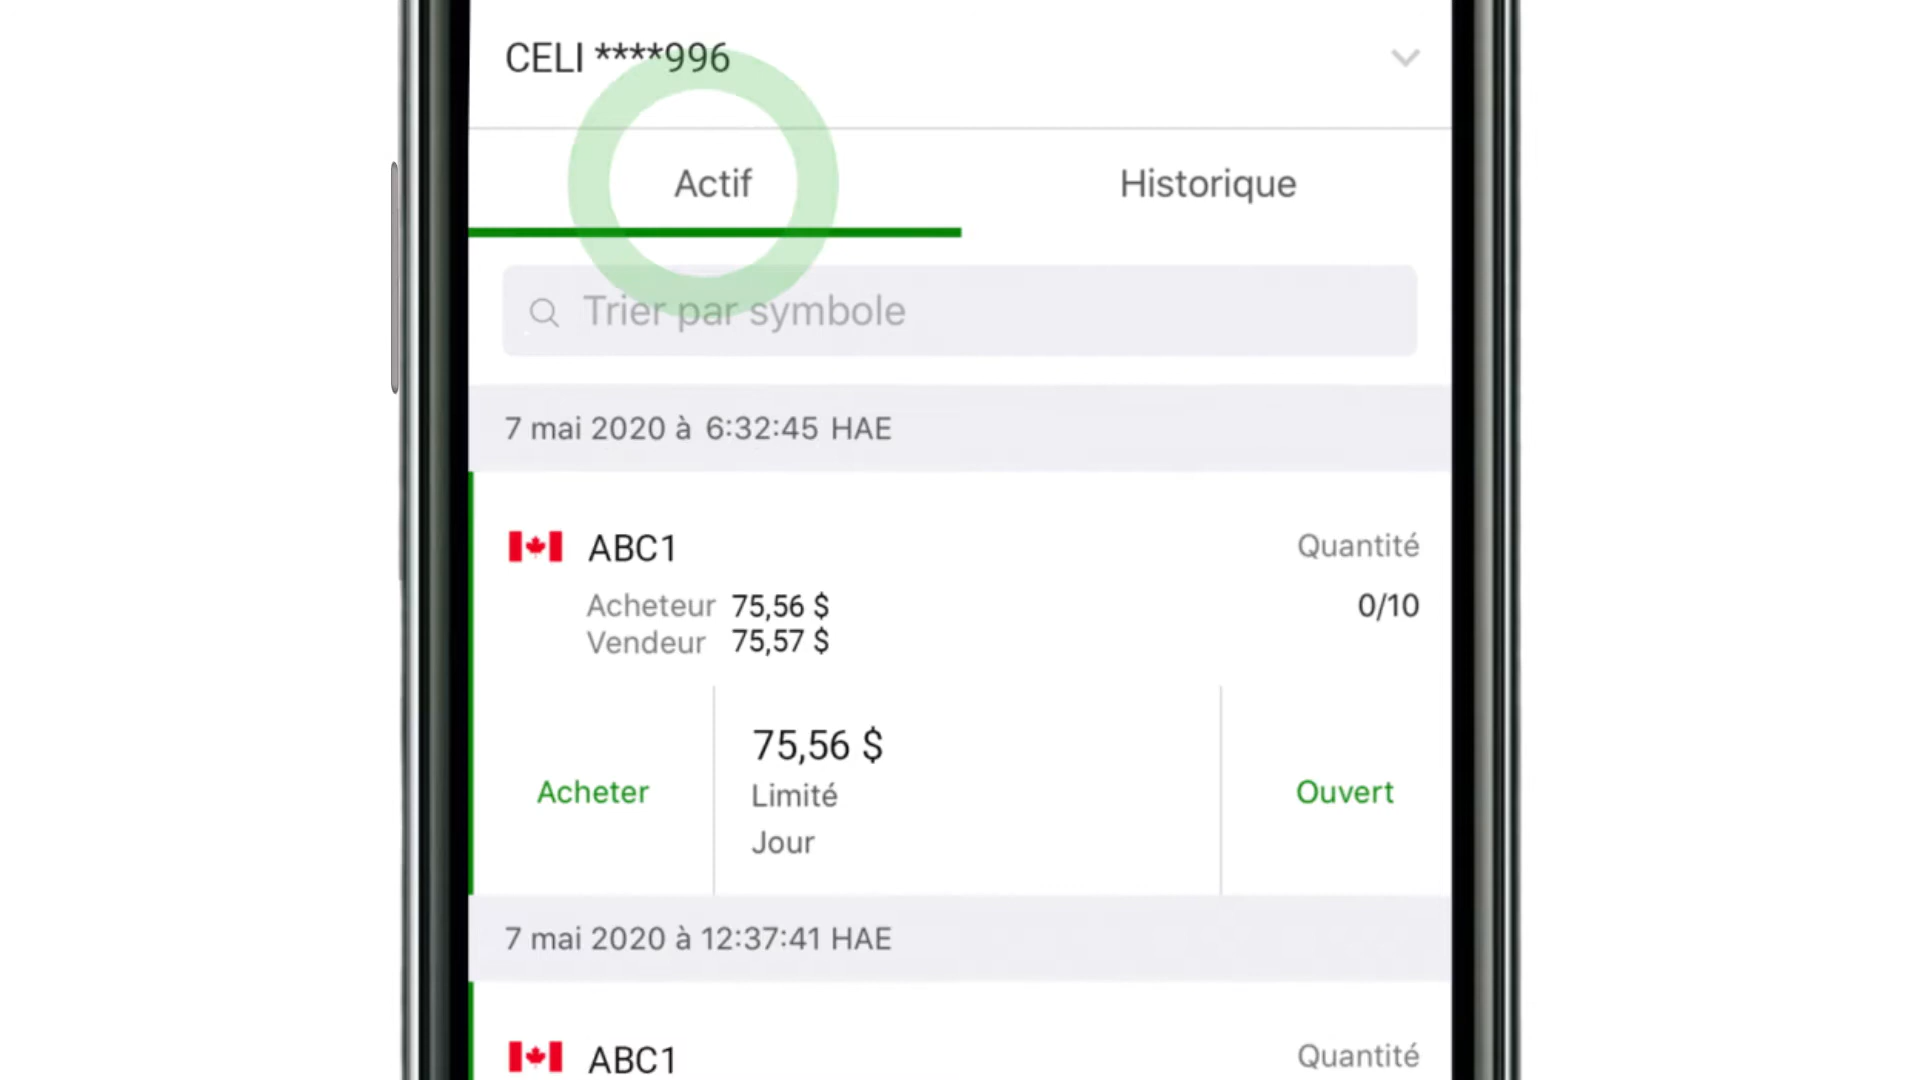 CELI ****996
Actif
Historique
Trier par symbole
7 mai 2020 à 6:32:45 HAE
ABC1
Quantité
Acheteur 75,56 $
0/10
Vendeur 75,57 $
75,56 $
Acheter
Limité
Ouvert
Jour
7 mai 2020 à 12:37:41 HAE
ABC1
Quantité